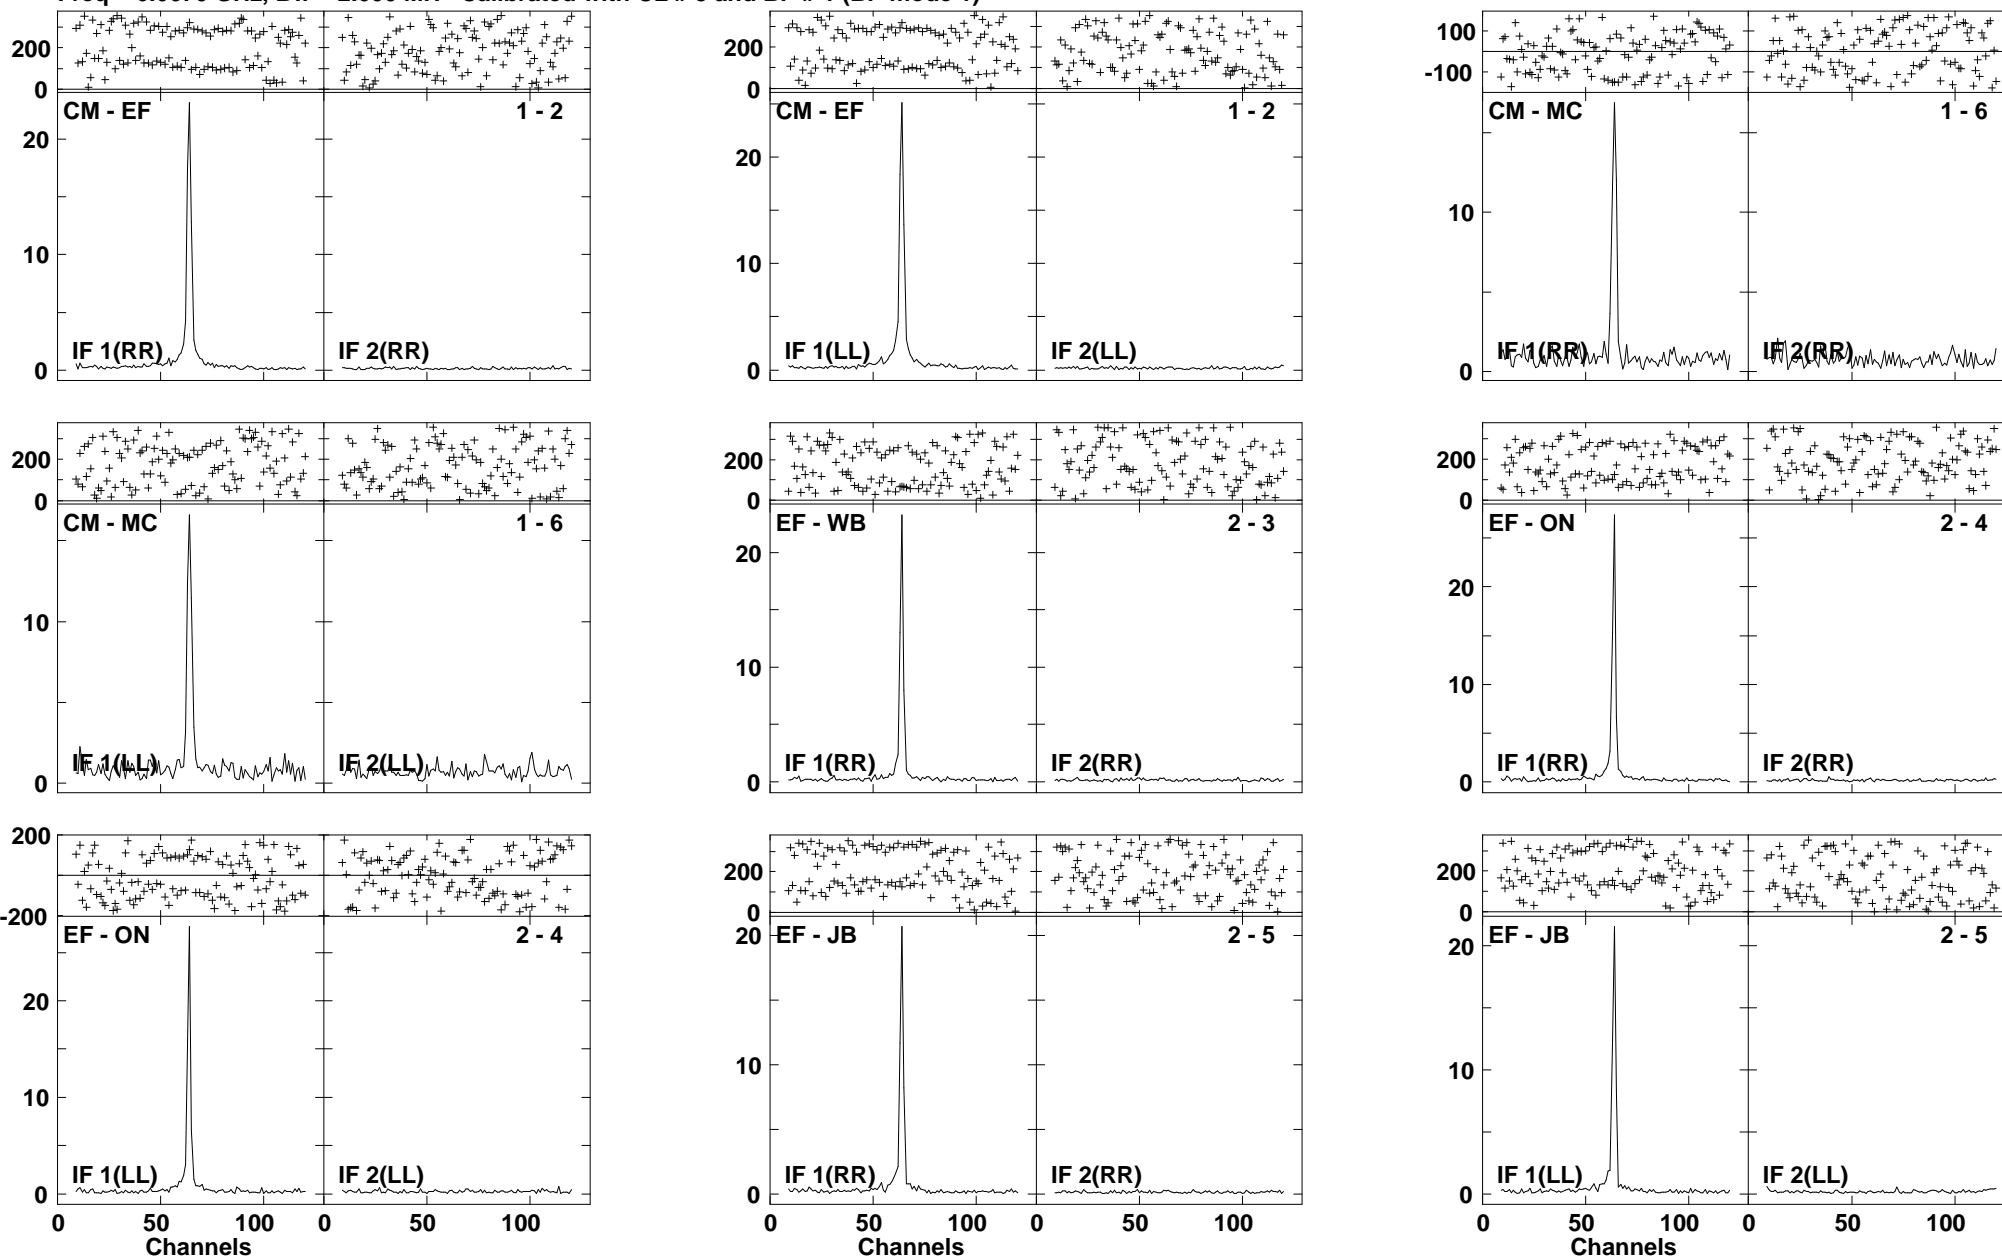 200 200 100
0 0 -100
CM - EF 1 - 2 CM - EF 1 - 2 CM - MC 1 - 6
20 20 10
10 10
IF 1(RR) IF 2(RR) IF 1(LL) IF 2(LL) IF 1(RR) IF 2(RR)
0 0 0
200 200 200
0 0 0
CM - MC 1 - 6 EF - WB 2 - 3 EF - ON 2 - 4
10 20 20
10 10
IF 1(LL) IF 2(LL) IF 1(RR) IF 2(RR) IF 1(RR) IF 2(RR)
0 0 0
200 200 200
-200 0 0
EF - ON 2 - 4 EF - JB 2 - 5 EF - JB 2 - 5
20 20 20
10 10 10
IF 1(LL) IF 2(LL) IF 1(RR) IF 2(RR) IF 1(LL) IF 2(LL)
0 0 0
0 50 100 0 50 100 0 50 100 0 50 100 0 50 100 0 50 100
Channels Channels Channels